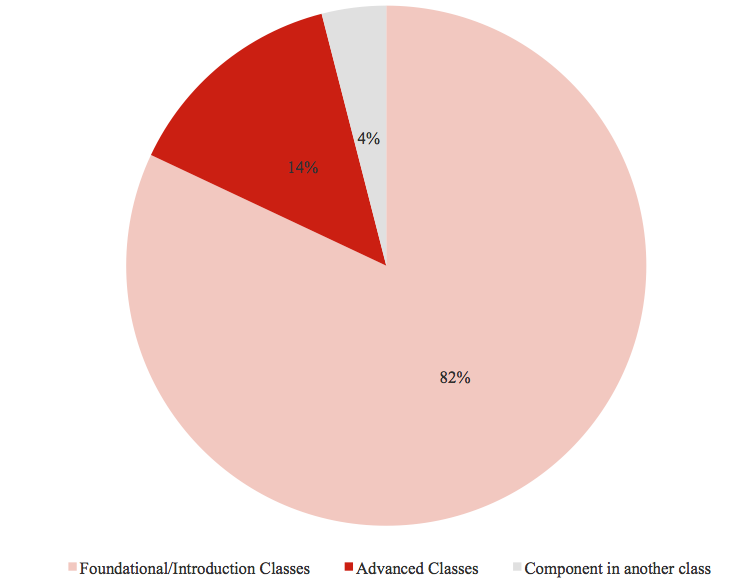 4%
14%
82%
Foundational/Introduction Classes Advanced Classes Component in another class